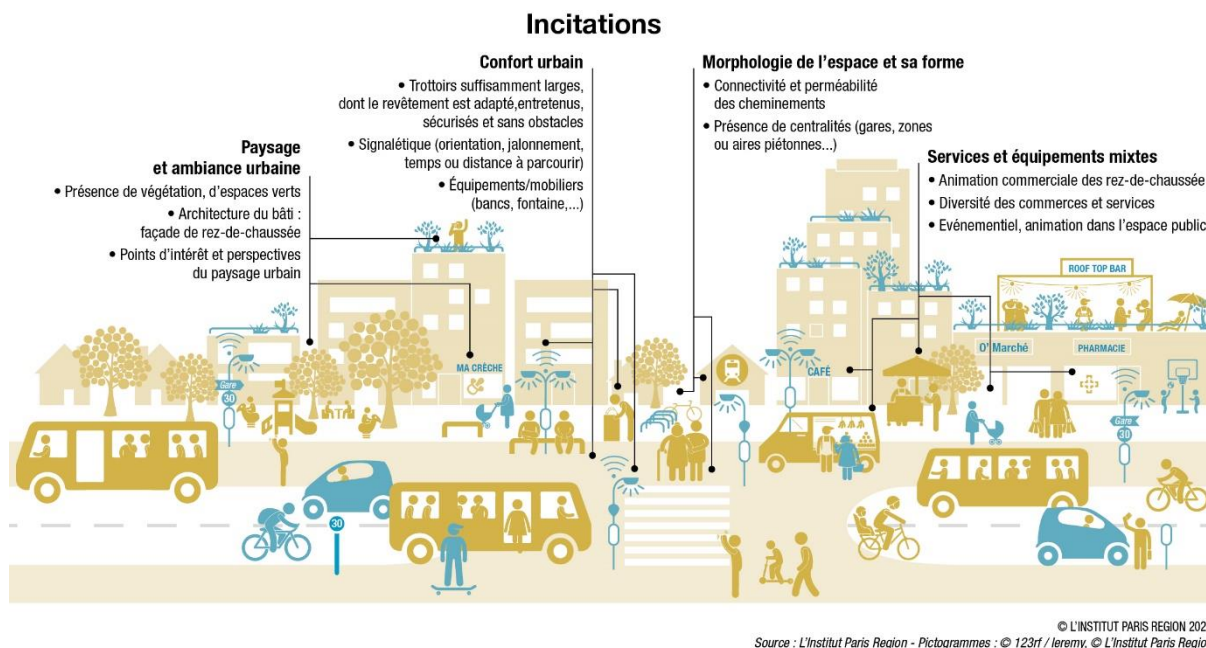 Incitations
Paysage
et ambiance urbaine
• Présence de végétation, d'espaces verts
• Architecture du bâti :
façade de rez-de-chaussée
• Points d'intérêt et perspectives
du paysage urbain
Confort urbain
• Trottoirs suffisamment larges,
dont le revêtement est adapté,entretenus,
sécurisés et sans obstacles
• Signalétique (orientation, jalonnement,
temps ou distance à parcourir)
• Équipements/mobiliers
(bancs, fontaine,...)
Morphologie de l'espace et sa forme
• Connectivité et perméabilité
des cheminements
• Présence de centralités (gares, zones
ou aires piétonnes...)
Services et équipements mixtes
• Animation commerciale des rez-de-chaussée
• Diversité des commerces et services
• Evénementiel, animation dans l'espace public
ROOF TOP BAR
O' Marché
PHARMACIE
MA CRÈCHE
CAFÉ
Gare
30
Gare
30
30
© L'INSTITUT PARIS REGION 202
Source : L'Institut Paris Region - Pictogrammes : © 123rf / leremy, © L'Institut Paris Regio